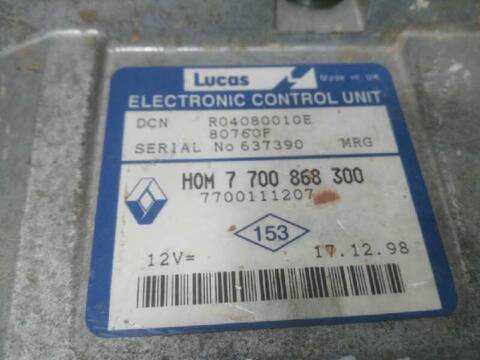 Lucas
Made in UK
ELECTRONIC CONTROL UNIT
DCN R04080010E
80760F
SERIAL No 637390 MRG
HOM 7 700 868 300
7700111207
153
12V= 17.12.98